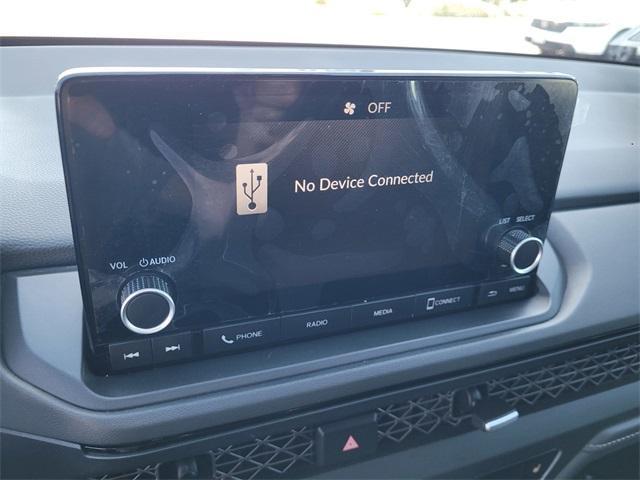 OFF
No Device Connected
LIST SELECT
VOL AUDIO
PHONE RADIO MEDIA CONNECT MENU